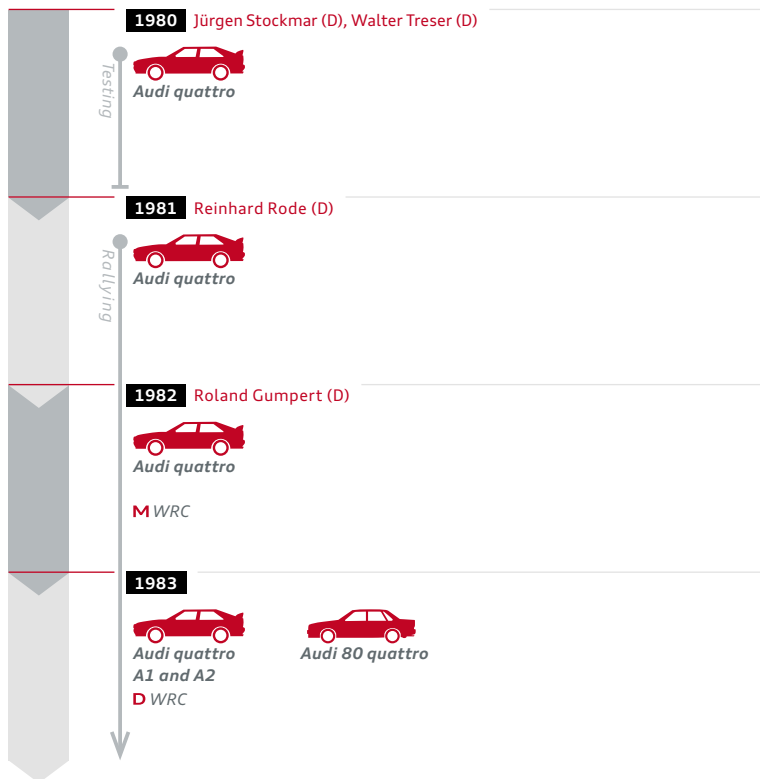 1980 Jürgen Stockmar (D), Walter Treser (D)
Testing
Audi quattro
1981 Reinhard Rode (D)
Rallying
Audi quattro
1982 Roland Gumpert (D)
Audi quattro
M WRC
1983
Audi quattro
A1 and A2
D WRC
Audi 80 quattro